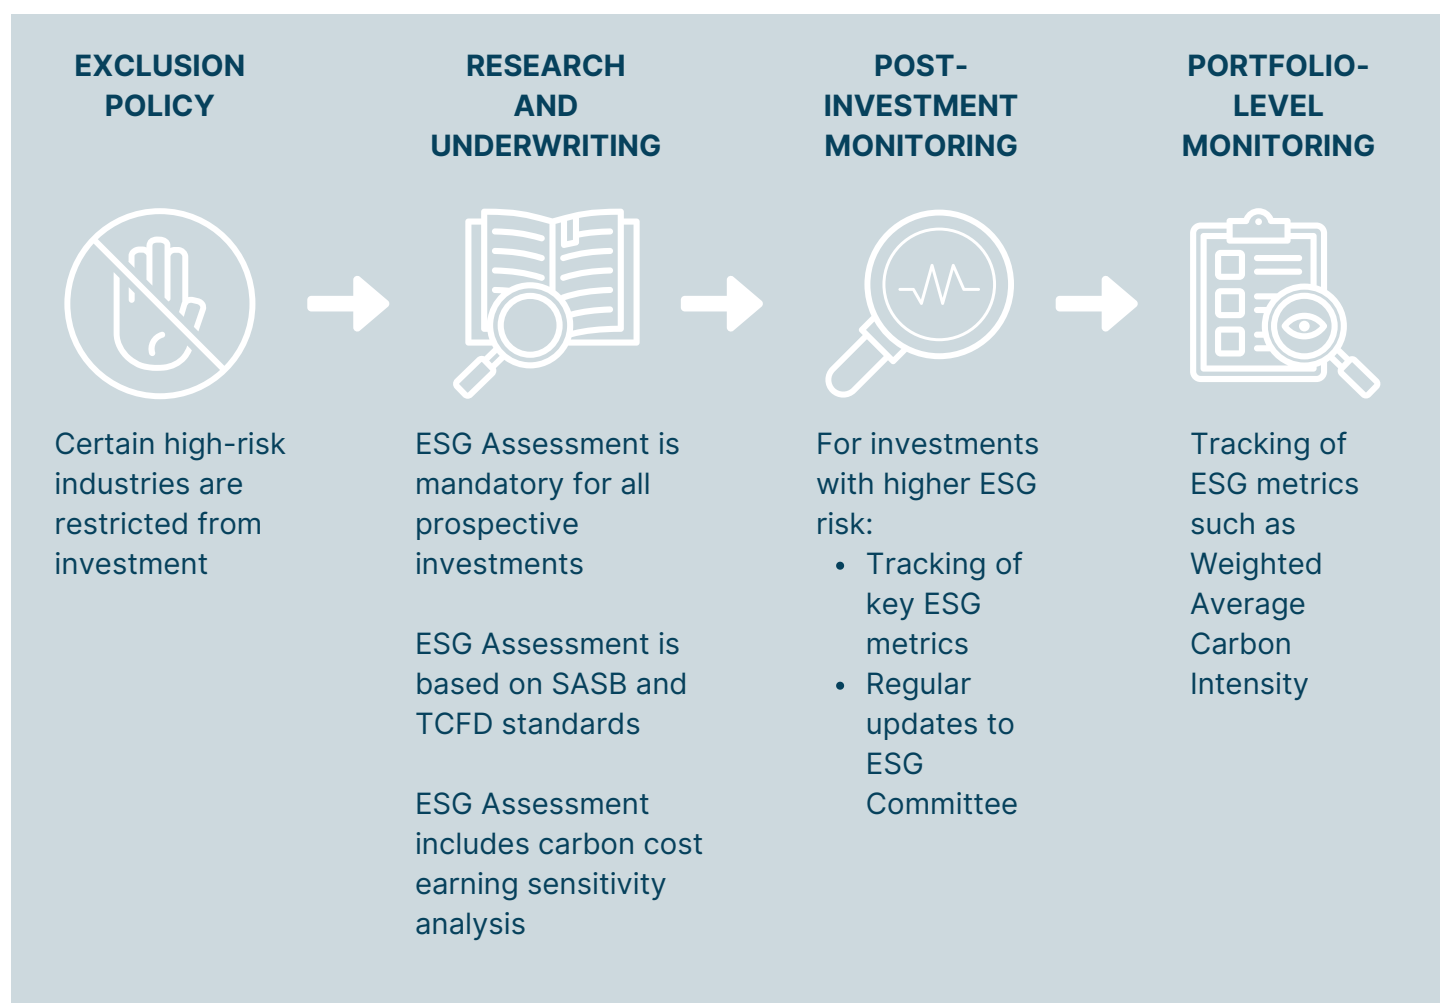 EXCLUSION
POLICY
Certain high-risk
industries are
restricted from
investment
RESEARCH
AND
UNDERWRITING
ESG Assessment is
mandatory for all
prospective
investments
ESG Assessment is
based on SASB and
TCFD standards
ESG Assessment
includes carbon cost
earning sensitivity
analysis
POST-
INVESTMENT
MONITORING
For investments
with higher ESG
risk:
• Tracking of
key ESG
metrics
• Regular
updates to
ESG
Committee
PORTFOLIO-
LEVEL
MONITORING
Tracking of
ESG metrics
such as
Weighted
Average
Carbon
Intensity